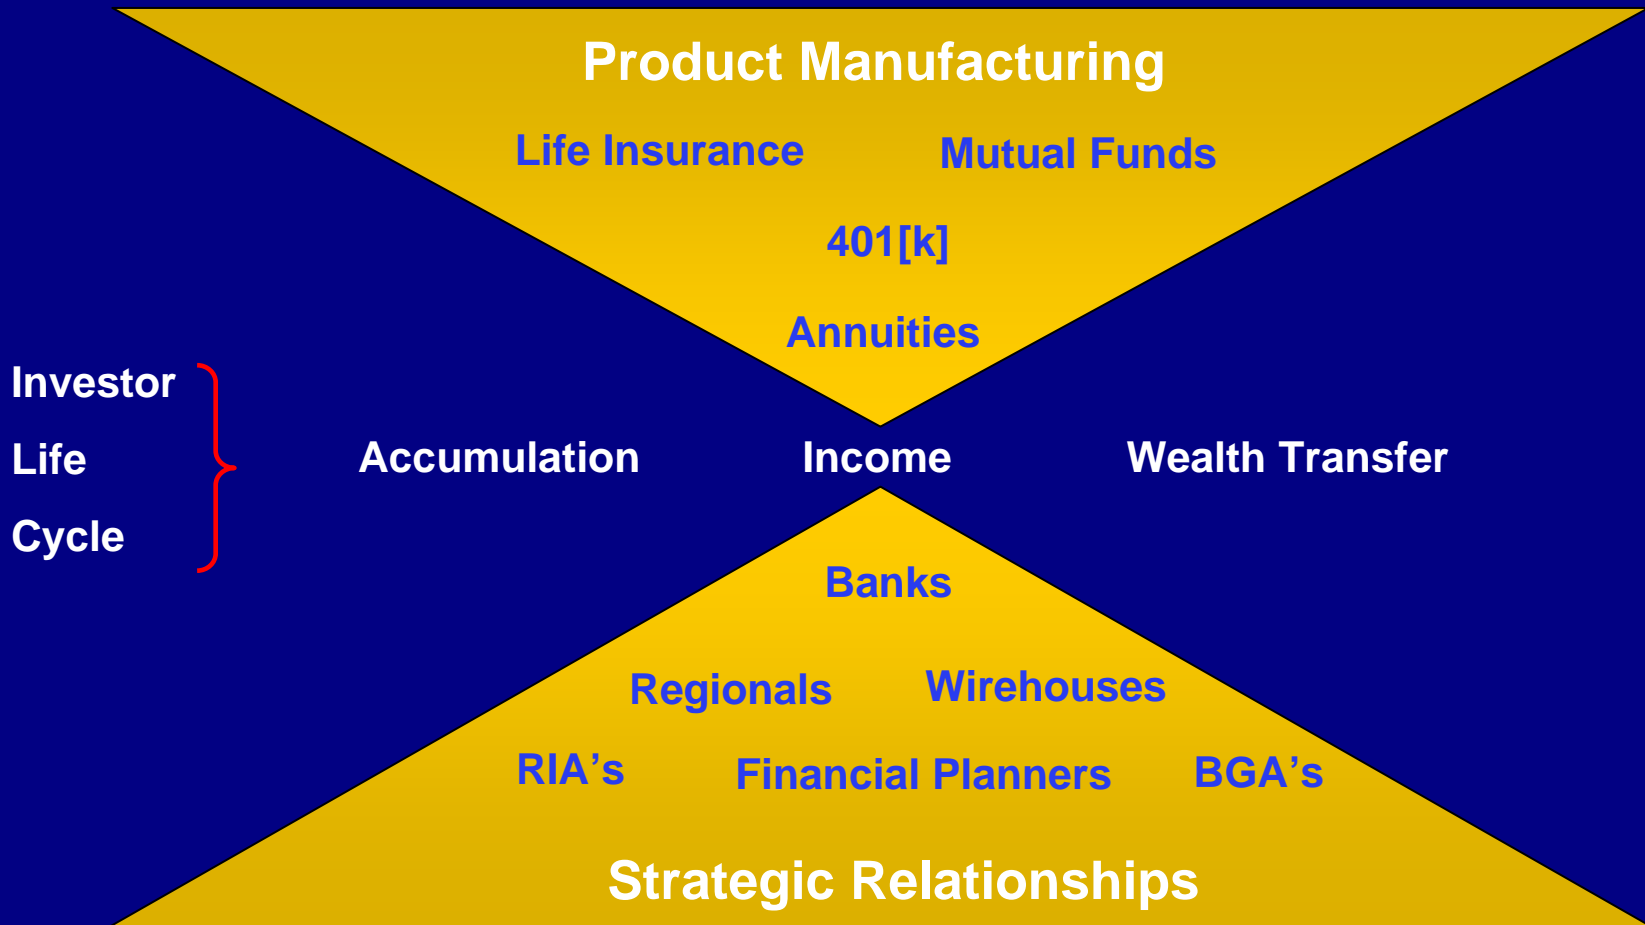 Product Manufacturing
Life Insurance Mutual Funds
401[k]
Annuities
Investor
Life
Cycle
Accumulation Income Wealth Transfer
Banks
Regionals Wirehouses
RIA’s Financial Planners BGA’s
Strategic Relationships